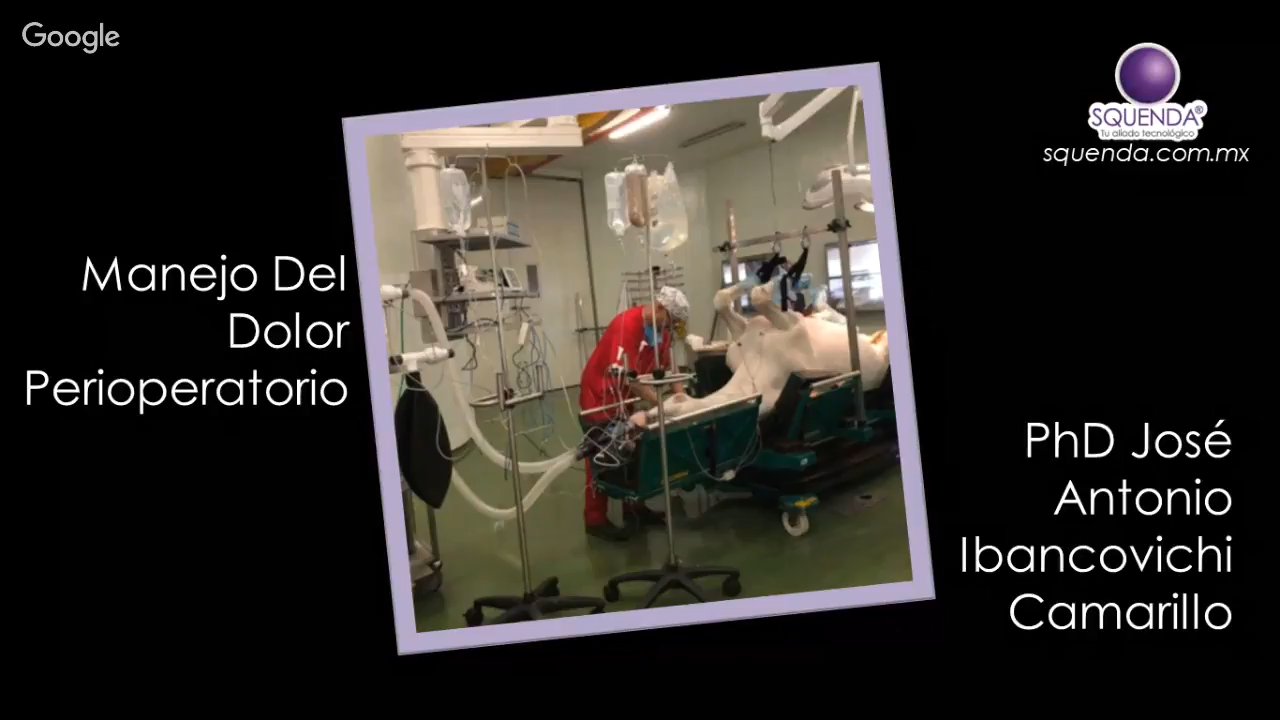 Google
SQUENDA®
Tu aliado tecnológico
squenda.com.mx
Manejo Del
Dolor
Perioperatorio
PhD José
Antonio
Ibancovichi
Camarillo